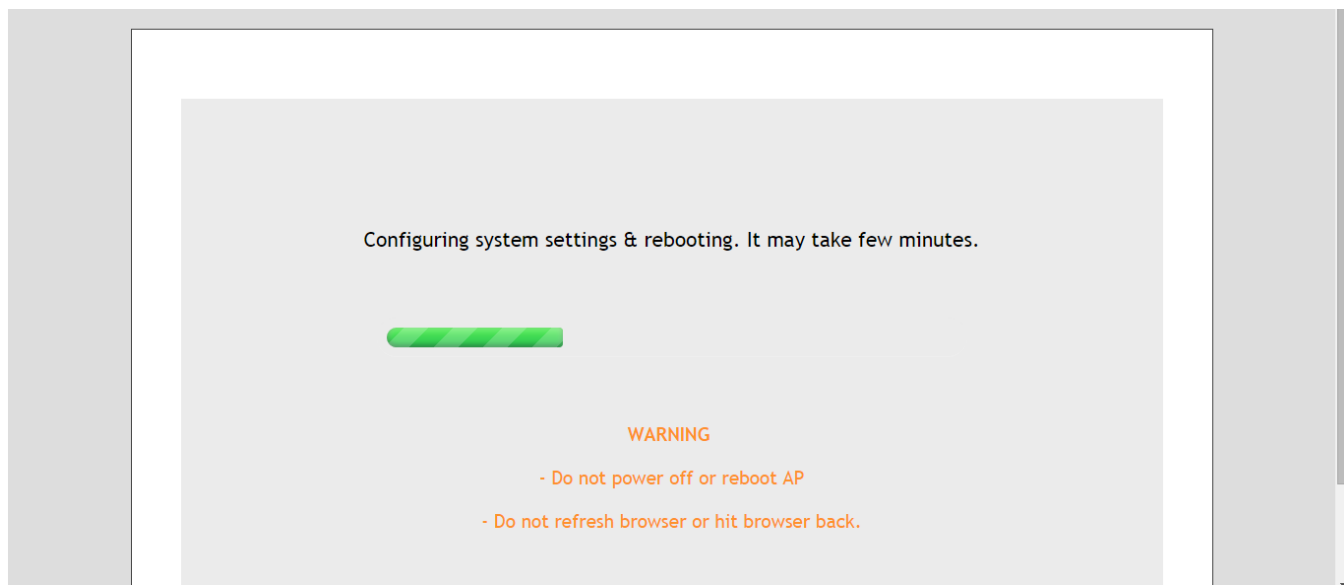 Configuring system settings & rebooting. It may take few minutes.
WARNING
- Do not power off or reboot AP
- Do not refresh browser or hit browser back.